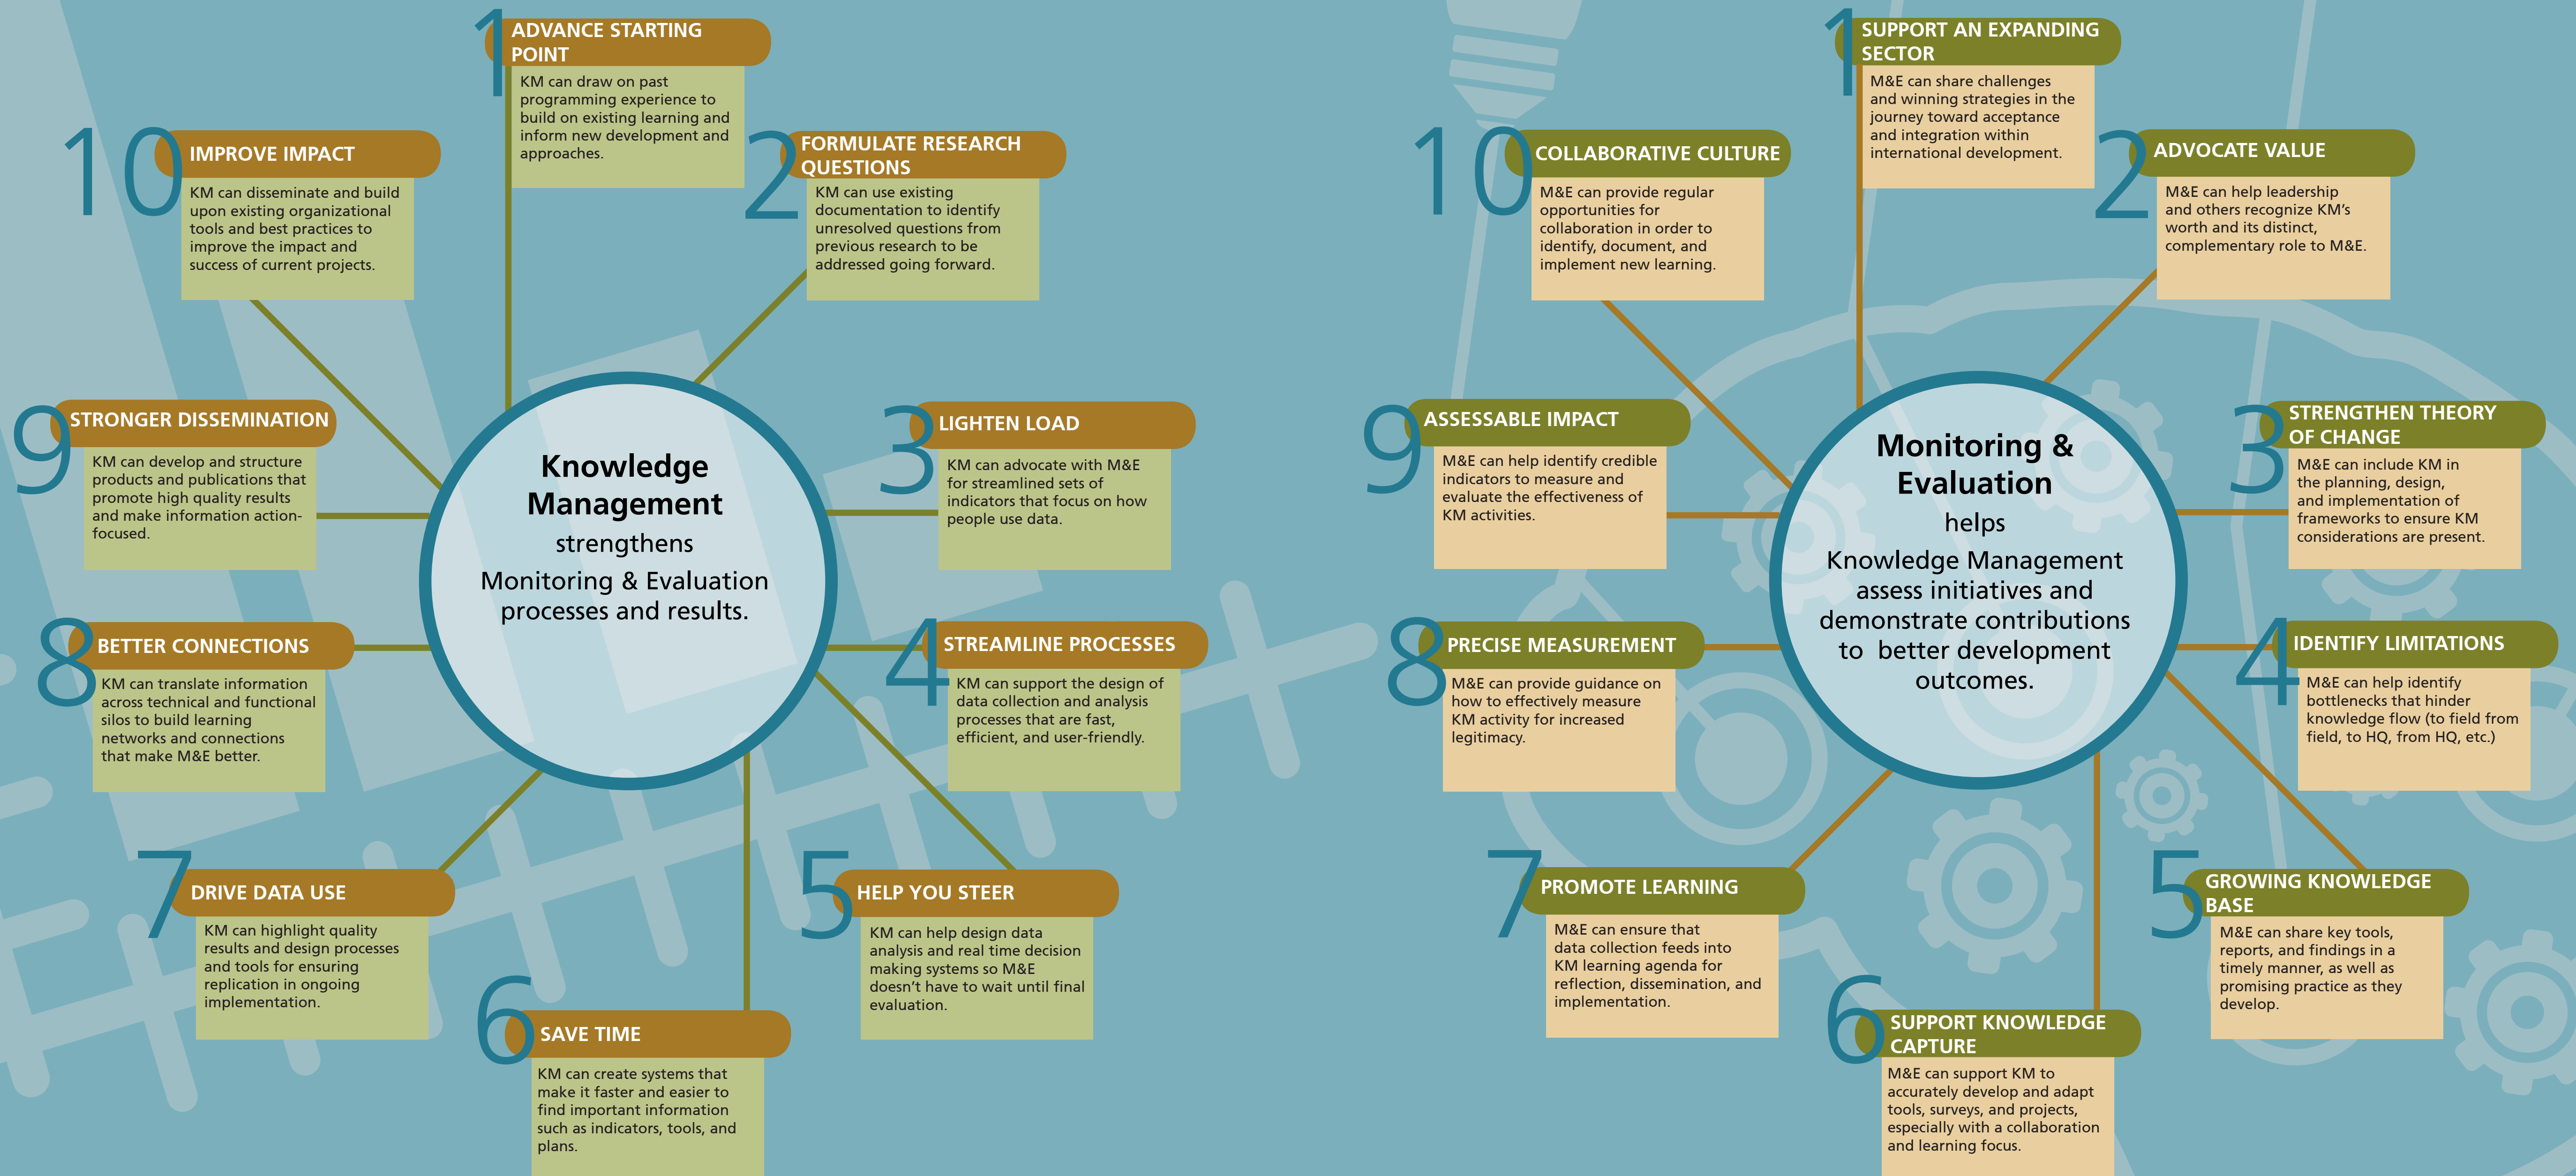 Knowledge
Management
strengthens
Monitoring & Evaluation
processes and results.
1
ADVANCE STARTING
POINT
KM can draw on past
programming experience to
build on existing learning and
inform new development and
approaches.
2
FORMULATE RESEARCH
QUESTIONS
KM can use existing
documentation to identify
unresolved questions from
previous research to be
addressed going forward.
3
LIGHTEN LOAD
KM can advocate with M&E
for streamlined sets of
indicators that focus on how
people use data.
4
STREAMLINE PROCESSES
KM can support the design of
data collection and analysis
processes that are fast,
efficient, and user-friendly.
5
HELP YOU STEER
KM can help design data
analysis and real time decision
making systems so M&E
doesn’t have to wait until final
evaluation.
6
SAVE TIME
KM can create systems that
make it faster and easier to
find important information
such as indicators, tools, and
plans.
7
DRIVE DATA USE
KM can highlight quality
results and design processes
and tools for ensuring
replication in ongoing
implementation.
8
BETTER CONNECTIONS
KM can translate information
across technical and functional
silos to build learning
networks and connections
that make M&E better.
9
STRONGER DISSEMINATION
KM can develop and structure
products and publications that
promote high quality results
and make information action-
focused.
10
IMPROVE IMPACT
KM can disseminate and build
upon existing organizational
tools and best practices to
improve the impact and
success of current projects.
Monitoring &
Evaluation
helps
Knowledge Management
assess initiatives and
demonstrate contributions
to better development
outcomes.
1
SUPPORT AN EXPANDING
SECTOR
M&E can share challenges
and winning strategies in the
journey toward acceptance
and integration within
international development.
2
ADVOCATE VALUE
M&E can help leadership
and others recognize KM’s
worth and its distinct,
complementary role to M&E.
3
STRENGTHEN THEORY
OF CHANGE
M&E can include KM in
the planning, design,
and implementation of
frameworks to ensure KM
considerations are present.
4
IDENTIFY LIMITATIONS
M&E can help identify
bottlenecks that hinder
knowledge flow (to field from
field, to HQ, from HQ, etc.)
5
GROWING KNOWLEDGE
BASE
M&E can share key tools,
reports, and findings in a
timely manner, as well as
promising practice as they
develop.
6
SUPPORT KNOWLEDGE
CAPTURE
M&E can support KM to
accurately develop and adapt
tools, surveys, and projects,
especially with a collaboration
and learning focus.
7
PROMOTE LEARNING
M&E can ensure that
data collection feeds into
KM learning agenda for
reflection, dissemination, and
implementation.
8
PRECISE MEASUREMENT
M&E can provide guidance on
how to effectively measure
KM activity for increased
legitimacy.
9
ASSESSABLE IMPACT
M&E can help identify credible
indicators to measure and
evaluate the effectiveness of
KM activities.
10
COLLABORATIVE CULTURE
M&E can provide regular
opportunities for
collaboration in order to
identify, document, and
implement new learning.